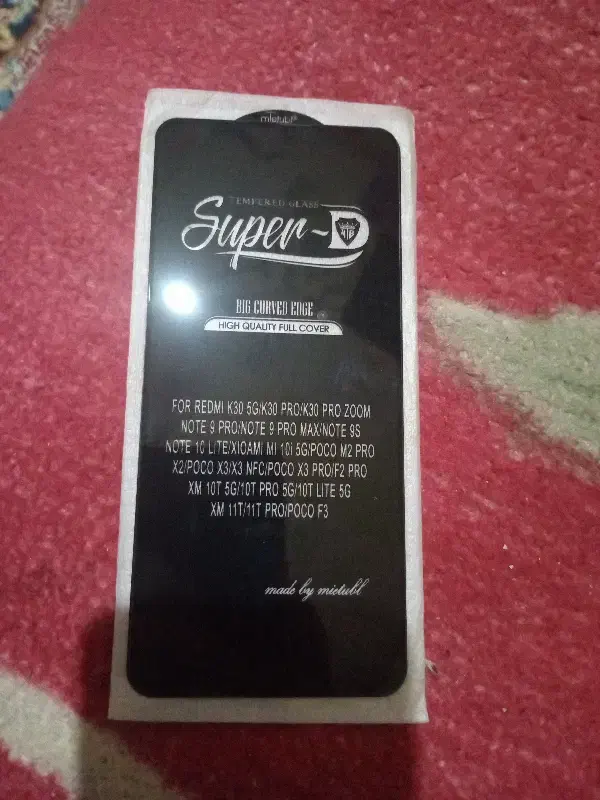 mietubl
TEMPERED GLASS
Super-D
BIG CURVED EDGE
HIGH QUALITY FULL COVER
FOR REDMI K30 5G/K30 PRO/K30 PRO ZOOM
NOTE 9 PRO/NOTE 9 PRO MAX/NOTE 9S
NOTE 10 LITE/XIOAMI MI 10i 5G/POCO M2 PRO
X2/POCO X3/X3 NFC/POCO X3 PRO/F2 PRO
XM 10T 5G/10T PRO 5G/10T LITE 5G
XM 11T/11T PRO/POCO F3
made by mietubl